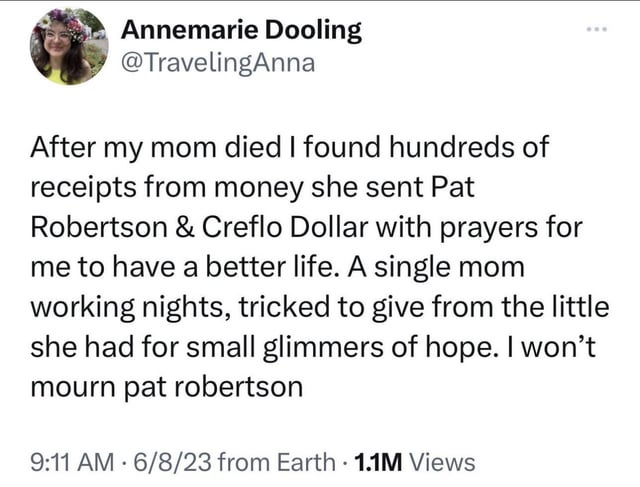 Annemarie Dooling
@TravelingAnna
After my mom died I found hundreds of
receipts from money she sent Pat
Robertson & Creflo Dollar with prayers for
me to have a better life. A single mom
working nights, tricked to give from the little
she had for small glimmers of hope. I won’t
mourn pat robertson
9:11 AM · 6/8/23 from Earth · 1.1M Views